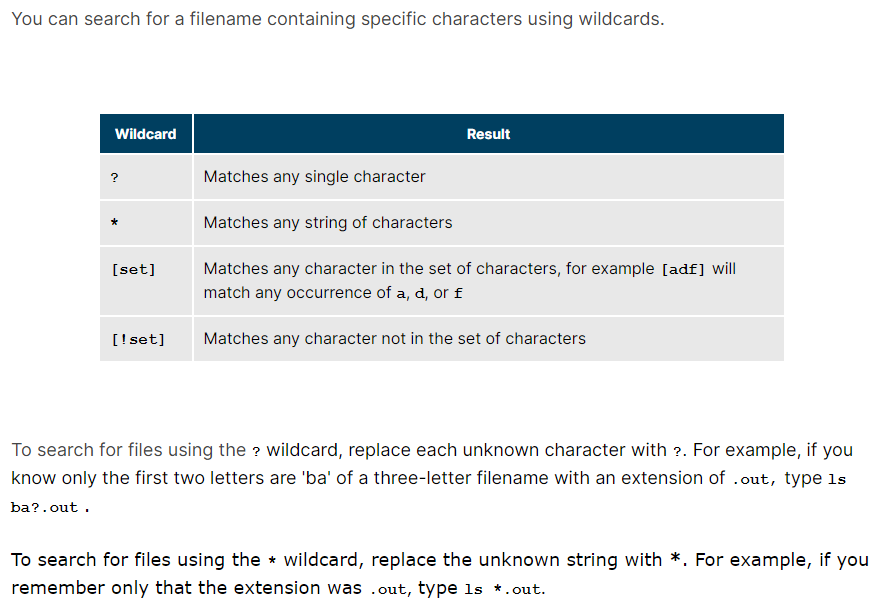 You can search for a filename containing specific characters using wildcards.
Wildcard Result
? Matches any single character
* Matches any string of characters
[set] Matches any character in the set of characters, for example [adf] will
match any occurrence of a, d, or f
[!set] Matches any character not in the set of characters
To search for files using the ? wildcard, replace each unknown character with ?. For example, if you
know only the first two letters are 'ba' of a three-letter filename with an extension of .out, type ls
ba?.out .
To search for files using the * wildcard, replace the unknown string with *. For example, if you
remember only that the extension was .out, type ls *.out.